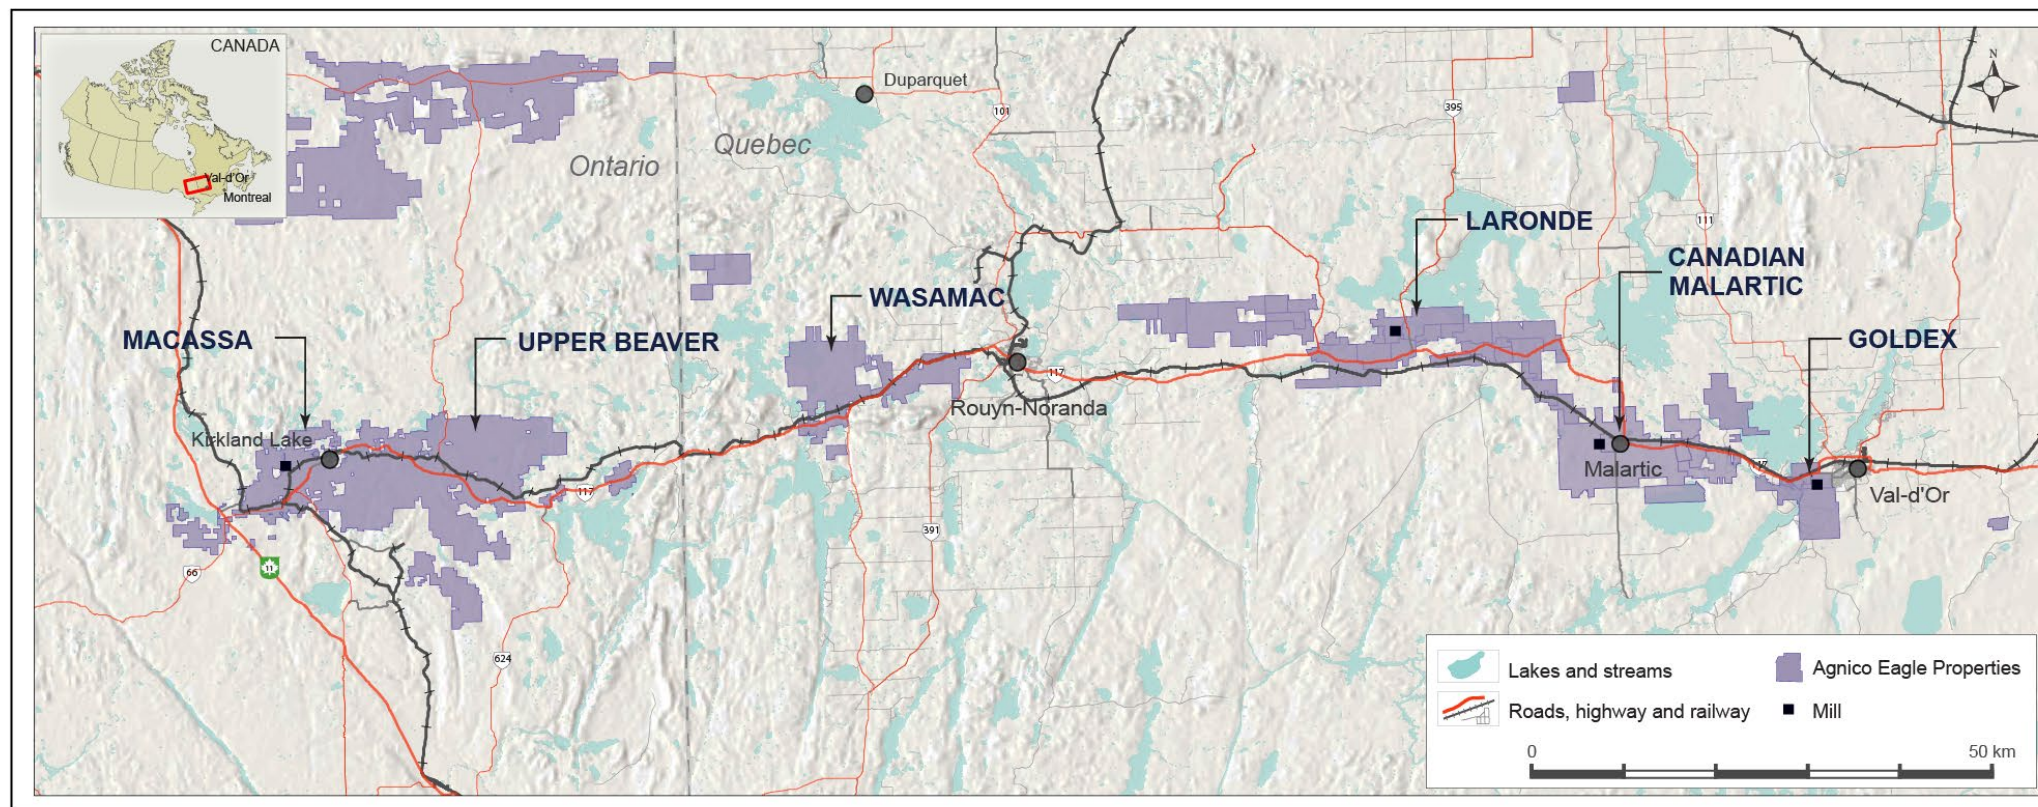 CANADA
Val-d'Or
Montreal
Duparquet
101
395
Ontario
Quebec
N
111
LARONDE
CANADIAN
MALARTIC
WASAMAC
MACASSA
UPPER BEAVER
GOLDEX
117
Rouyn-Noranda
Kirkland Lake
Malartic
Val-d'Or
117
391
66
11
624
Lakes and streams
Agnico Eagle Properties
Roads, highway and railway
Mill
0
50 km